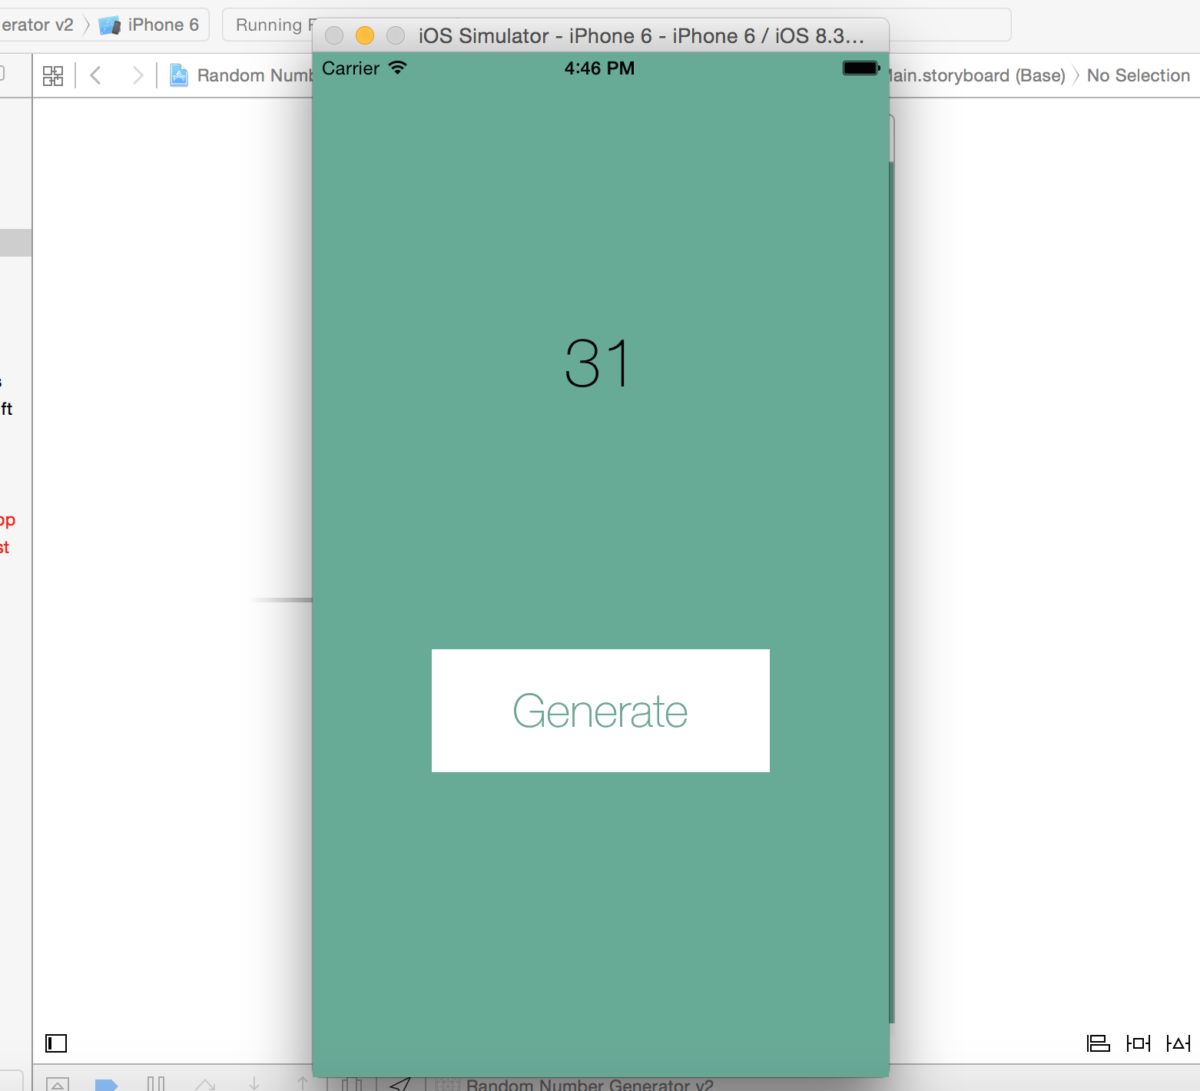 erator v2 〉 iPhone 6
Running
iOS Simulator - iPhone 6 - iPhone 6 / iOS 8.3...
Random Numb
ain.storyboard (Base) 〉 No Selection
Carrier
4:46 PM
31
ft
op
st
Generate
Random Number Generator v2